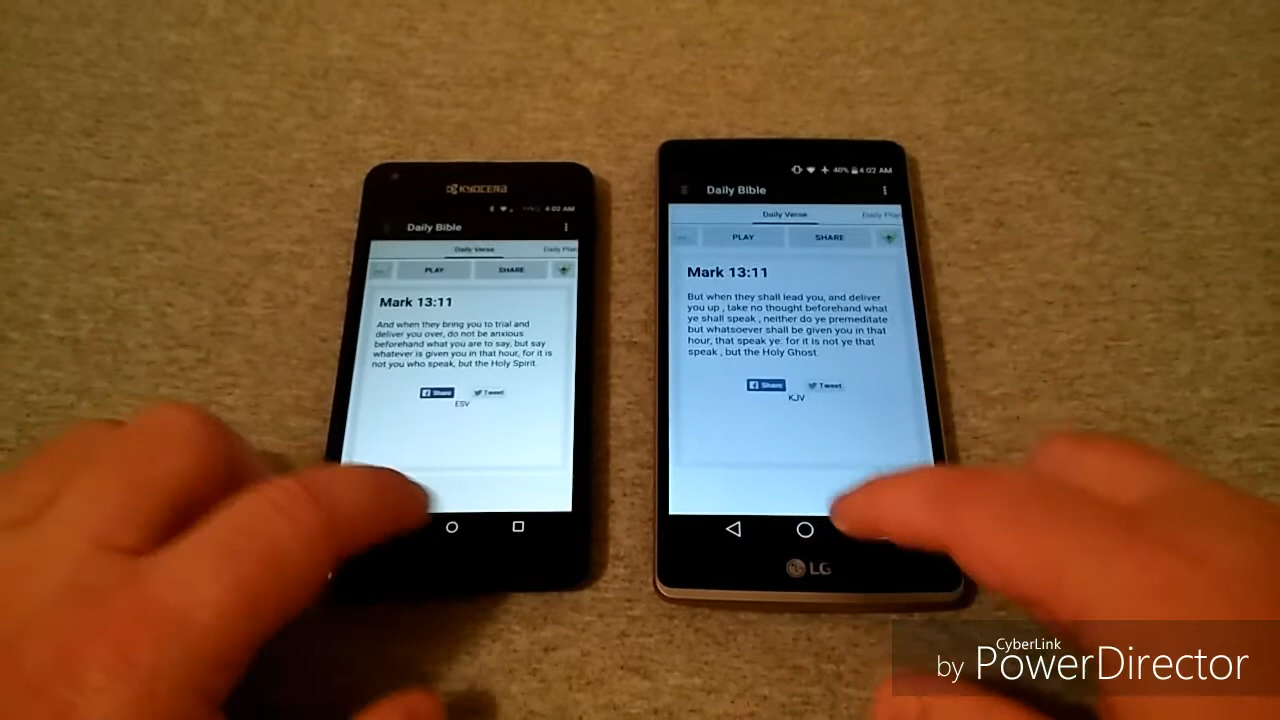 KYOCERA
4:02 AM
Daily Bible
Daily Verse
Daily Plan
PLAY SHARE
Mark 13:11
And when they bring you to trial and
deliver you over, do not be anxious
beforehand what you are to say, but say
whatever is given you in that hour, for it is
not you who speak, but the Holy Spirit.
Share Tweet
ESV
40% 4:02 AM
Daily Bible
Daily Verse Daily Plan
PLAY SHARE
Mark 13:11
But when they shall lead you, and deliver
you up , take no thought beforehand what
ye shall speak , neither do ye premeditate
but whatsoever shall be given you in that
hour, that speak ye: for it is not ye that
speak , but the Holy Ghost.
Share Tweet
KJV
LG
CyberLink
by PowerDirector